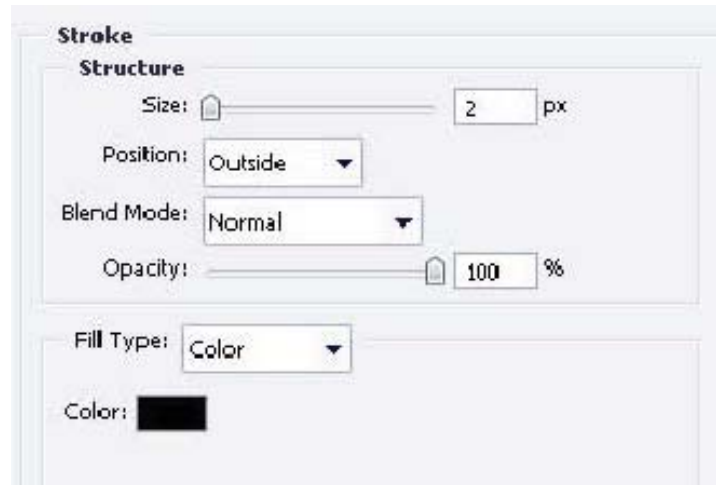 Stroke
Structure
Size: 2 px
Position: Outside
Blend Mode: Normal
Opacity: 100 %
Fill Type: Color
Color: